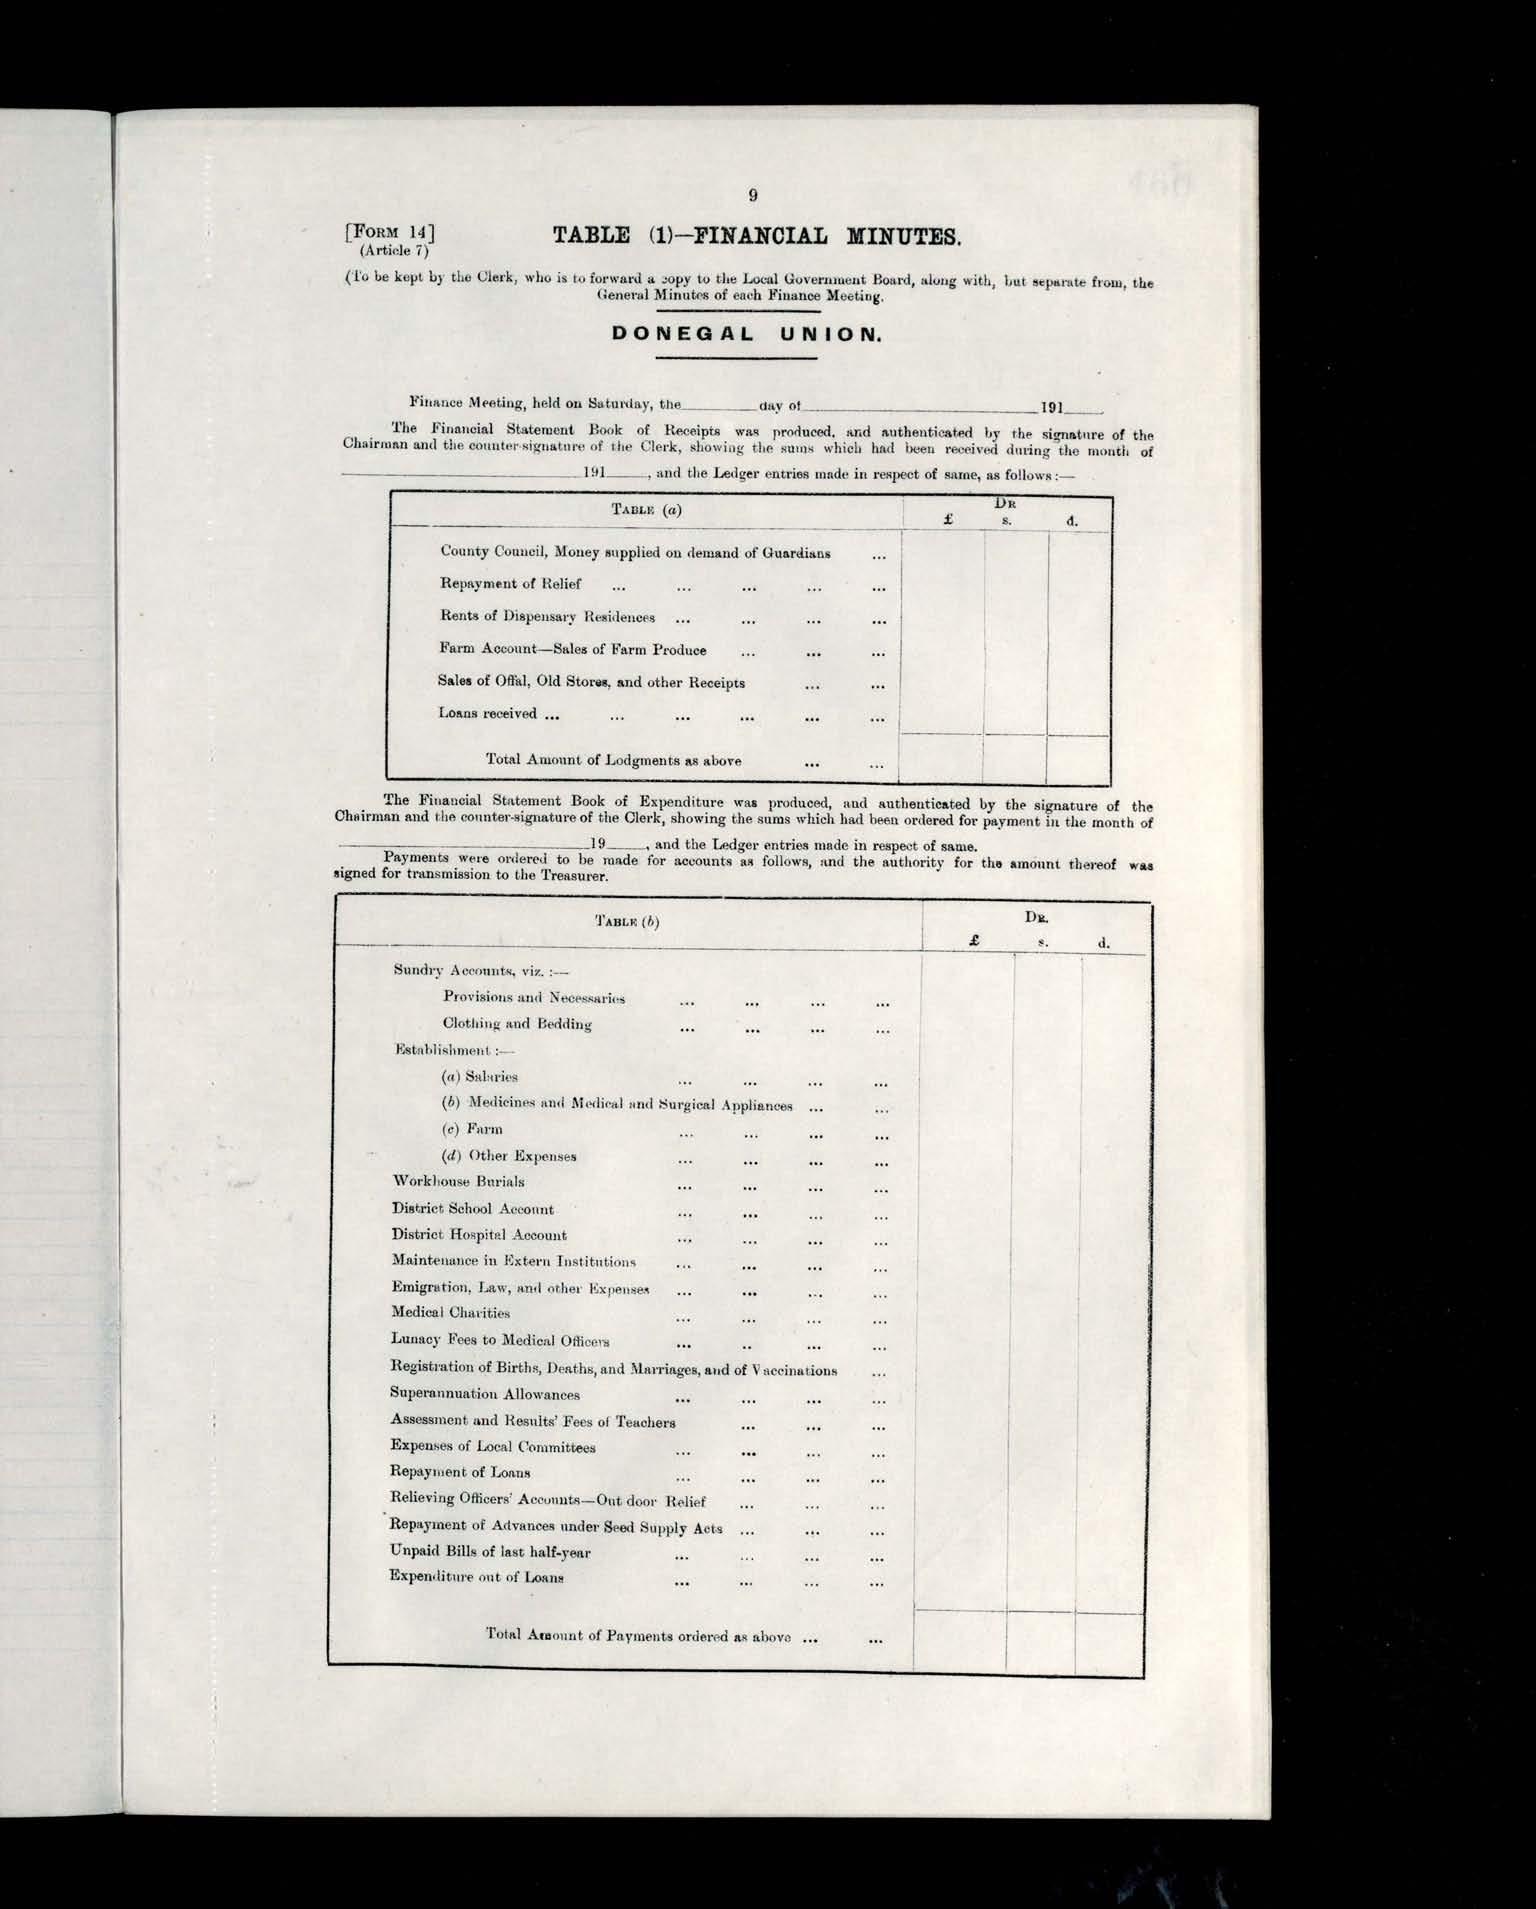 9
[FORM 14]
(Article 7)
TABLE (1)—FINANCIAL MINUTES.
(To be kept by the Clerk, who is to forward a copy to the Local Government Board, along with, but separate from, the
General Minutes of each Finance Meeting.
DONEGAL UNION.
Finance Meeting, held on Saturday, the ________ day of ________________ 191____
The Financial Statement Book of Receipts was produced, and authenticated by the signature of the
Chairman and the counter-signature of the Clerk, showing the sums which had been received during the month of
________________ 191____, and the Ledger entries made in respect of same, as follows :—
TABLE (a) DR
£ s. d.
County Council, Money supplied on demand of Guardians ...
Repayment of Relief ... ... ... ... ...
Rents of Dispensary Residences ... ... ... ...
Farm Account—Sales of Farm Produce ... ... ...
Sales of Offal, Old Stores, and other Receipts ... ...
Loans received ... ... ... ... ... ...
Total Amount of Lodgments as above ... ...
The Financial Statement Book of Expenditure was produced, and authenticated by the signature of the
Chairman and the counter-signature of the Clerk, showing the sums which had been ordered for payment in the month of
________________ 19____, and the Ledger entries made in respect of same.
Payments were ordered to be made for accounts as follows, and the authority for the amount thereof was
signed for transmission to the Treasurer.
TABLE (b) DR.
£ s. d.
Sundry Accounts, viz. :—
Provisions and Necessaries ... ... ... ...
Clothing and Bedding ... ... ... ...
Establishment :—
(a) Salaries ... ... ... ...
(b) Medicines and Medical and Surgical Appliances ... ...
(c) Farm ... ... ... ...
(d) Other Expenses ... ... ... ...
Workhouse Burials ... ... ... ...
District School Account ... ... ... ...
District Hospital Account ... ... ... ...
Maintenance in Extern Institutions ... ... ... ...
Emigration, Law, and other Expenses ... ... ... ...
Medical Charities ... ... ... ...
Lunacy Fees to Medical Officers ... .. ... ...
Registration of Births, Deaths, and Marriages, and of Vaccinations ...
Superannuation Allowances ... ... ... ...
Assessment and Results' Fees of Teachers ... ... ...
Expenses of Local Committees ... ... ... ...
Repayment of Loans ... ... ... ...
Relieving Officers' Accounts—Out door Relief ... ... ...
Repayment of Advances under Seed Supply Acts ... ... ...
Unpaid Bills of last half-year ... ... ... ...
Expenditure out of Loans ... ... ... ...
Total Amount of Payments ordered as above ... ...